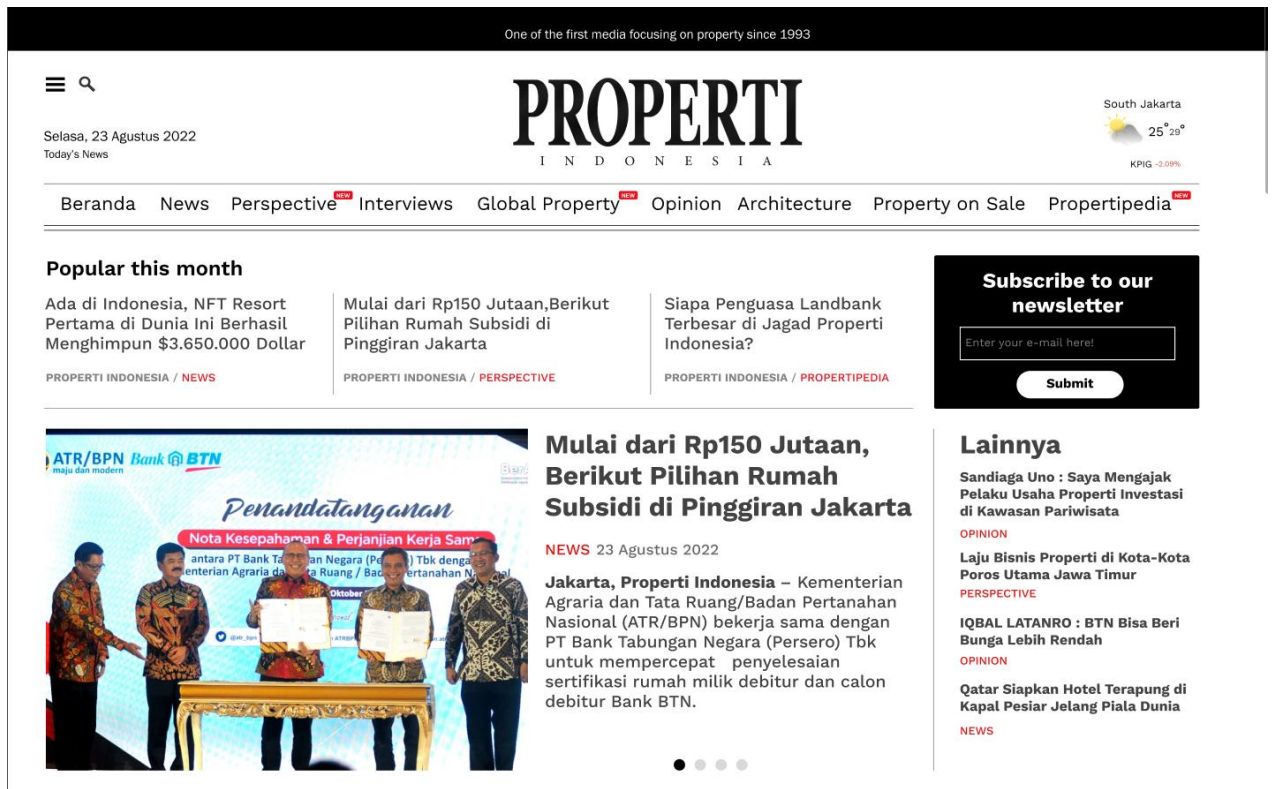 One of the first media focusing on property since 1993
PROPERTI
INDONESIA
Selasa, 23 Agustus 2022
Today's News
South Jakarta
25° 29°
KPIG -2.09%
Beranda News Perspective NEW Interviews Global Property NEW Opinion Architecture Property on Sale Propertipedia NEW
Popular this month
Ada di Indonesia, NFT Resort
Pertama di Dunia Ini Berhasil
Menghimpun $3.650.000 Dollar
PROPERTI INDONESIA / NEWS
Mulai dari Rp150 Jutaan,Berikut
Pilihan Rumah Subsidi di
Pinggiran Jakarta
PROPERTI INDONESIA / PERSPECTIVE
Siapa Penguasa Landbank
Terbesar di Jagad Properti
Indonesia?
PROPERTI INDONESIA / PROPERTIPEDIA
Subscribe to our
newsletter
Enter your e-mail here!
Submit
ATR/BPN Bank BTN
maju dan modern
Penandatanganan
Nota Kesepahaman & Perjanjian Kerja Sama
antara PT Bank Negara Tbk
Agraria Ruang
Mulai dari Rp150 Jutaan,
Berikut Pilihan Rumah
Subsidi di Pinggiran Jakarta
NEWS 23 Agustus 2022
Jakarta, Properti Indonesia – Kementerian
Agraria dan Tata Ruang/Badan Pertanahan
Nasional (ATR/BPN) bekerja sama dengan
PT Bank Tabungan Negara (Persero) Tbk
untuk mempercepat penyelesaian
sertifikasi rumah milik debitur dan calon
debitur Bank BTN.
Lainnya
Sandiaga Uno : Saya Mengajak
Pelaku Usaha Properti Investasi
di Kawasan Pariwisata
OPINION
Laju Bisnis Properti di Kota-Kota
Poros Utama Jawa Timur
PERSPECTIVE
IQBAL LATANRO : BTN Bisa Beri
Bunga Lebih Rendah
OPINION
Qatar Siapkan Hotel Terapung di
Kapal Pesiar Jelang Piala Dunia
NEWS